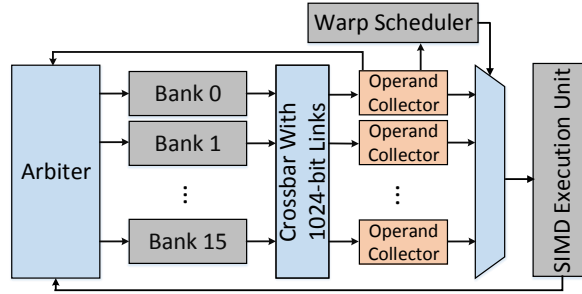 Warp Scheduler
Arbiter
Bank 0
Bank 1
⋮
Bank 15
Crossbar With
1024-bit Links
Operand
Collector
Operand
Collector
⋮
Operand
Collector
SIMD Execution Unit